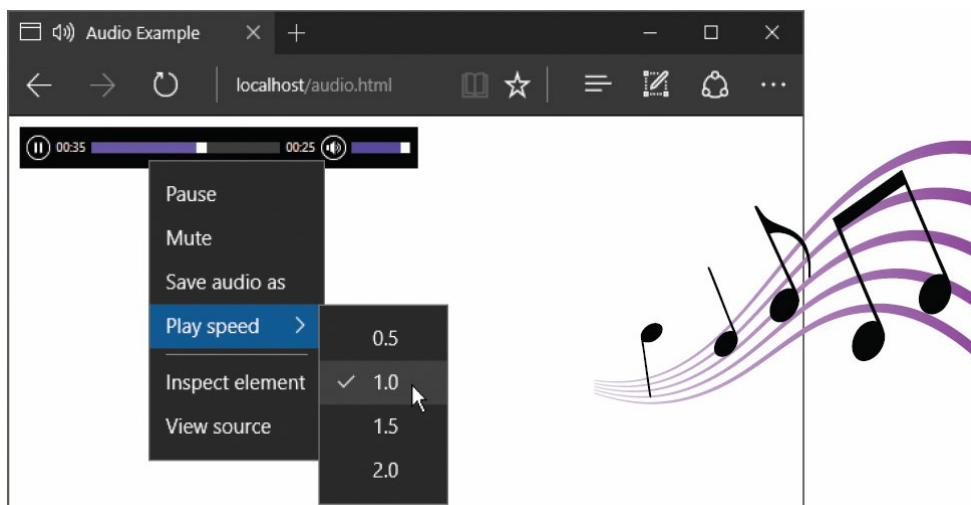 Audio Example
localhost/audio.html
00:35 00:25
Pause
Mute
Save audio as
Play speed
0.5
Inspect element
1.0
View source
1.5
2.0